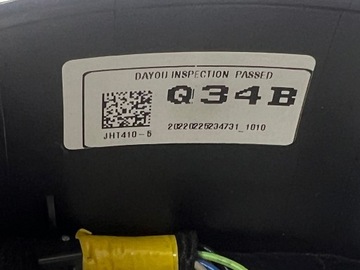 DAYOU INSPECTION PASSED
Q34B
JH1410-5
20220225234731_1010